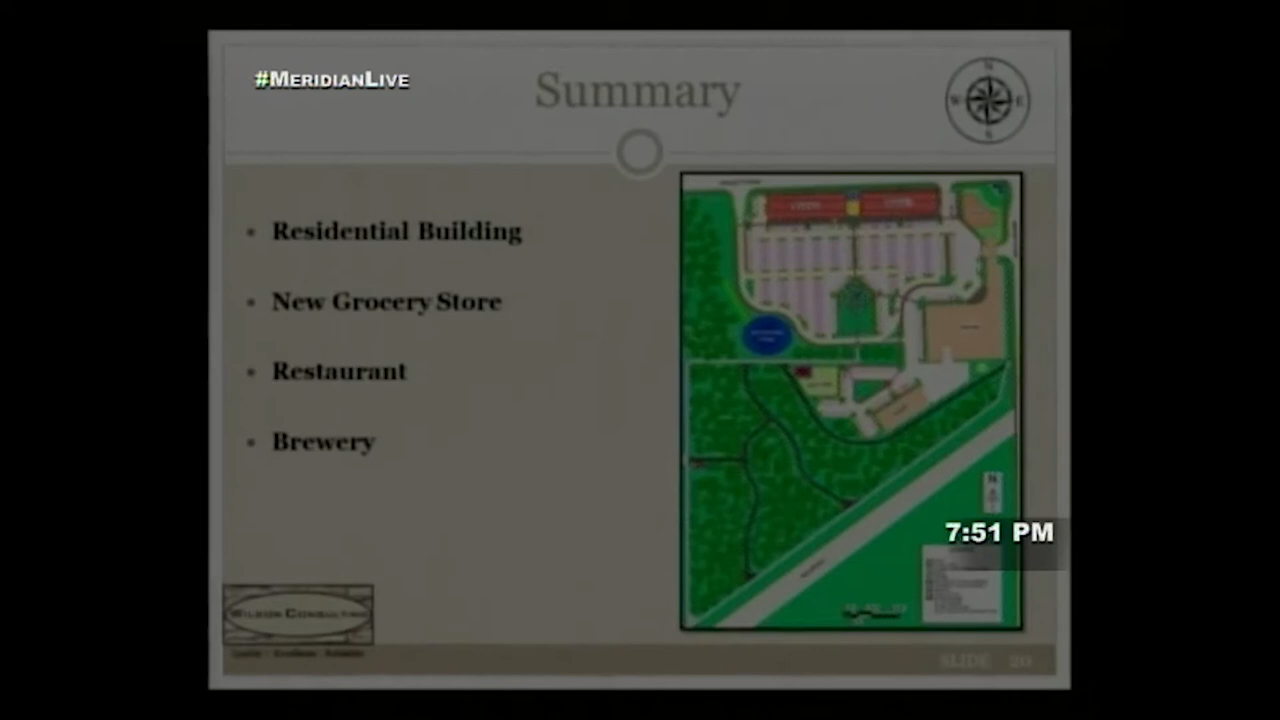 #MERIDIANLIVE
Summary
N
W E
S
• Residential Building
• New Grocery Store
• Restaurant
• Brewery
N
7:51 PM
WILSON CONSULTING
SLIDE 20